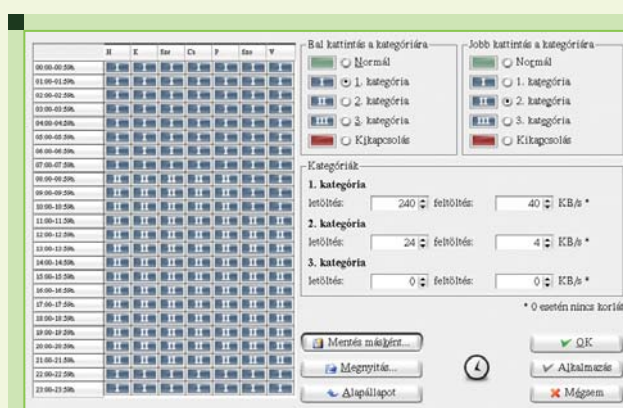 H K Sze Cs P Szo V
00:00-00:59h
01:00-01:59h
02:00-02:59h
03:00-03:59h
04:00-04:59h
05:00-05:59h
06:00-06:59h
07:00-07:59h
08:00-08:59h
09:00-09:59h
10:00-10:59h
11:00-11:59h
12:00-12:59h
13:00-13:59h
14:00-14:59h
15:00-15:59h
16:00-16:59h
17:00-17:59h
18:00-18:59h
19:00-19:59h
20:00-20:59h
21:00-21:59h
22:00-22:59h
23:00-23:59h
Bal kattintás a kategóriára
Normál
1. kategória
2. kategória
3. kategória
Kikapcsolás
Jobb kattintás a kategóriára
Normál
1. kategória
2. kategória
3. kategória
Kikapcsolás
Kategóriák
1. kategória
letöltés: 240 feltöltés: 40 KB/s *
2. kategória
letöltés: 24 feltöltés: 4 KB/s *
3. kategória
letöltés: 0 feltöltés: 0 KB/s *
* 0 esetén nincs korlát
Mentés másként...
Megnyitás...
Alapállapot
OK
Alkalmazás
Mégsem